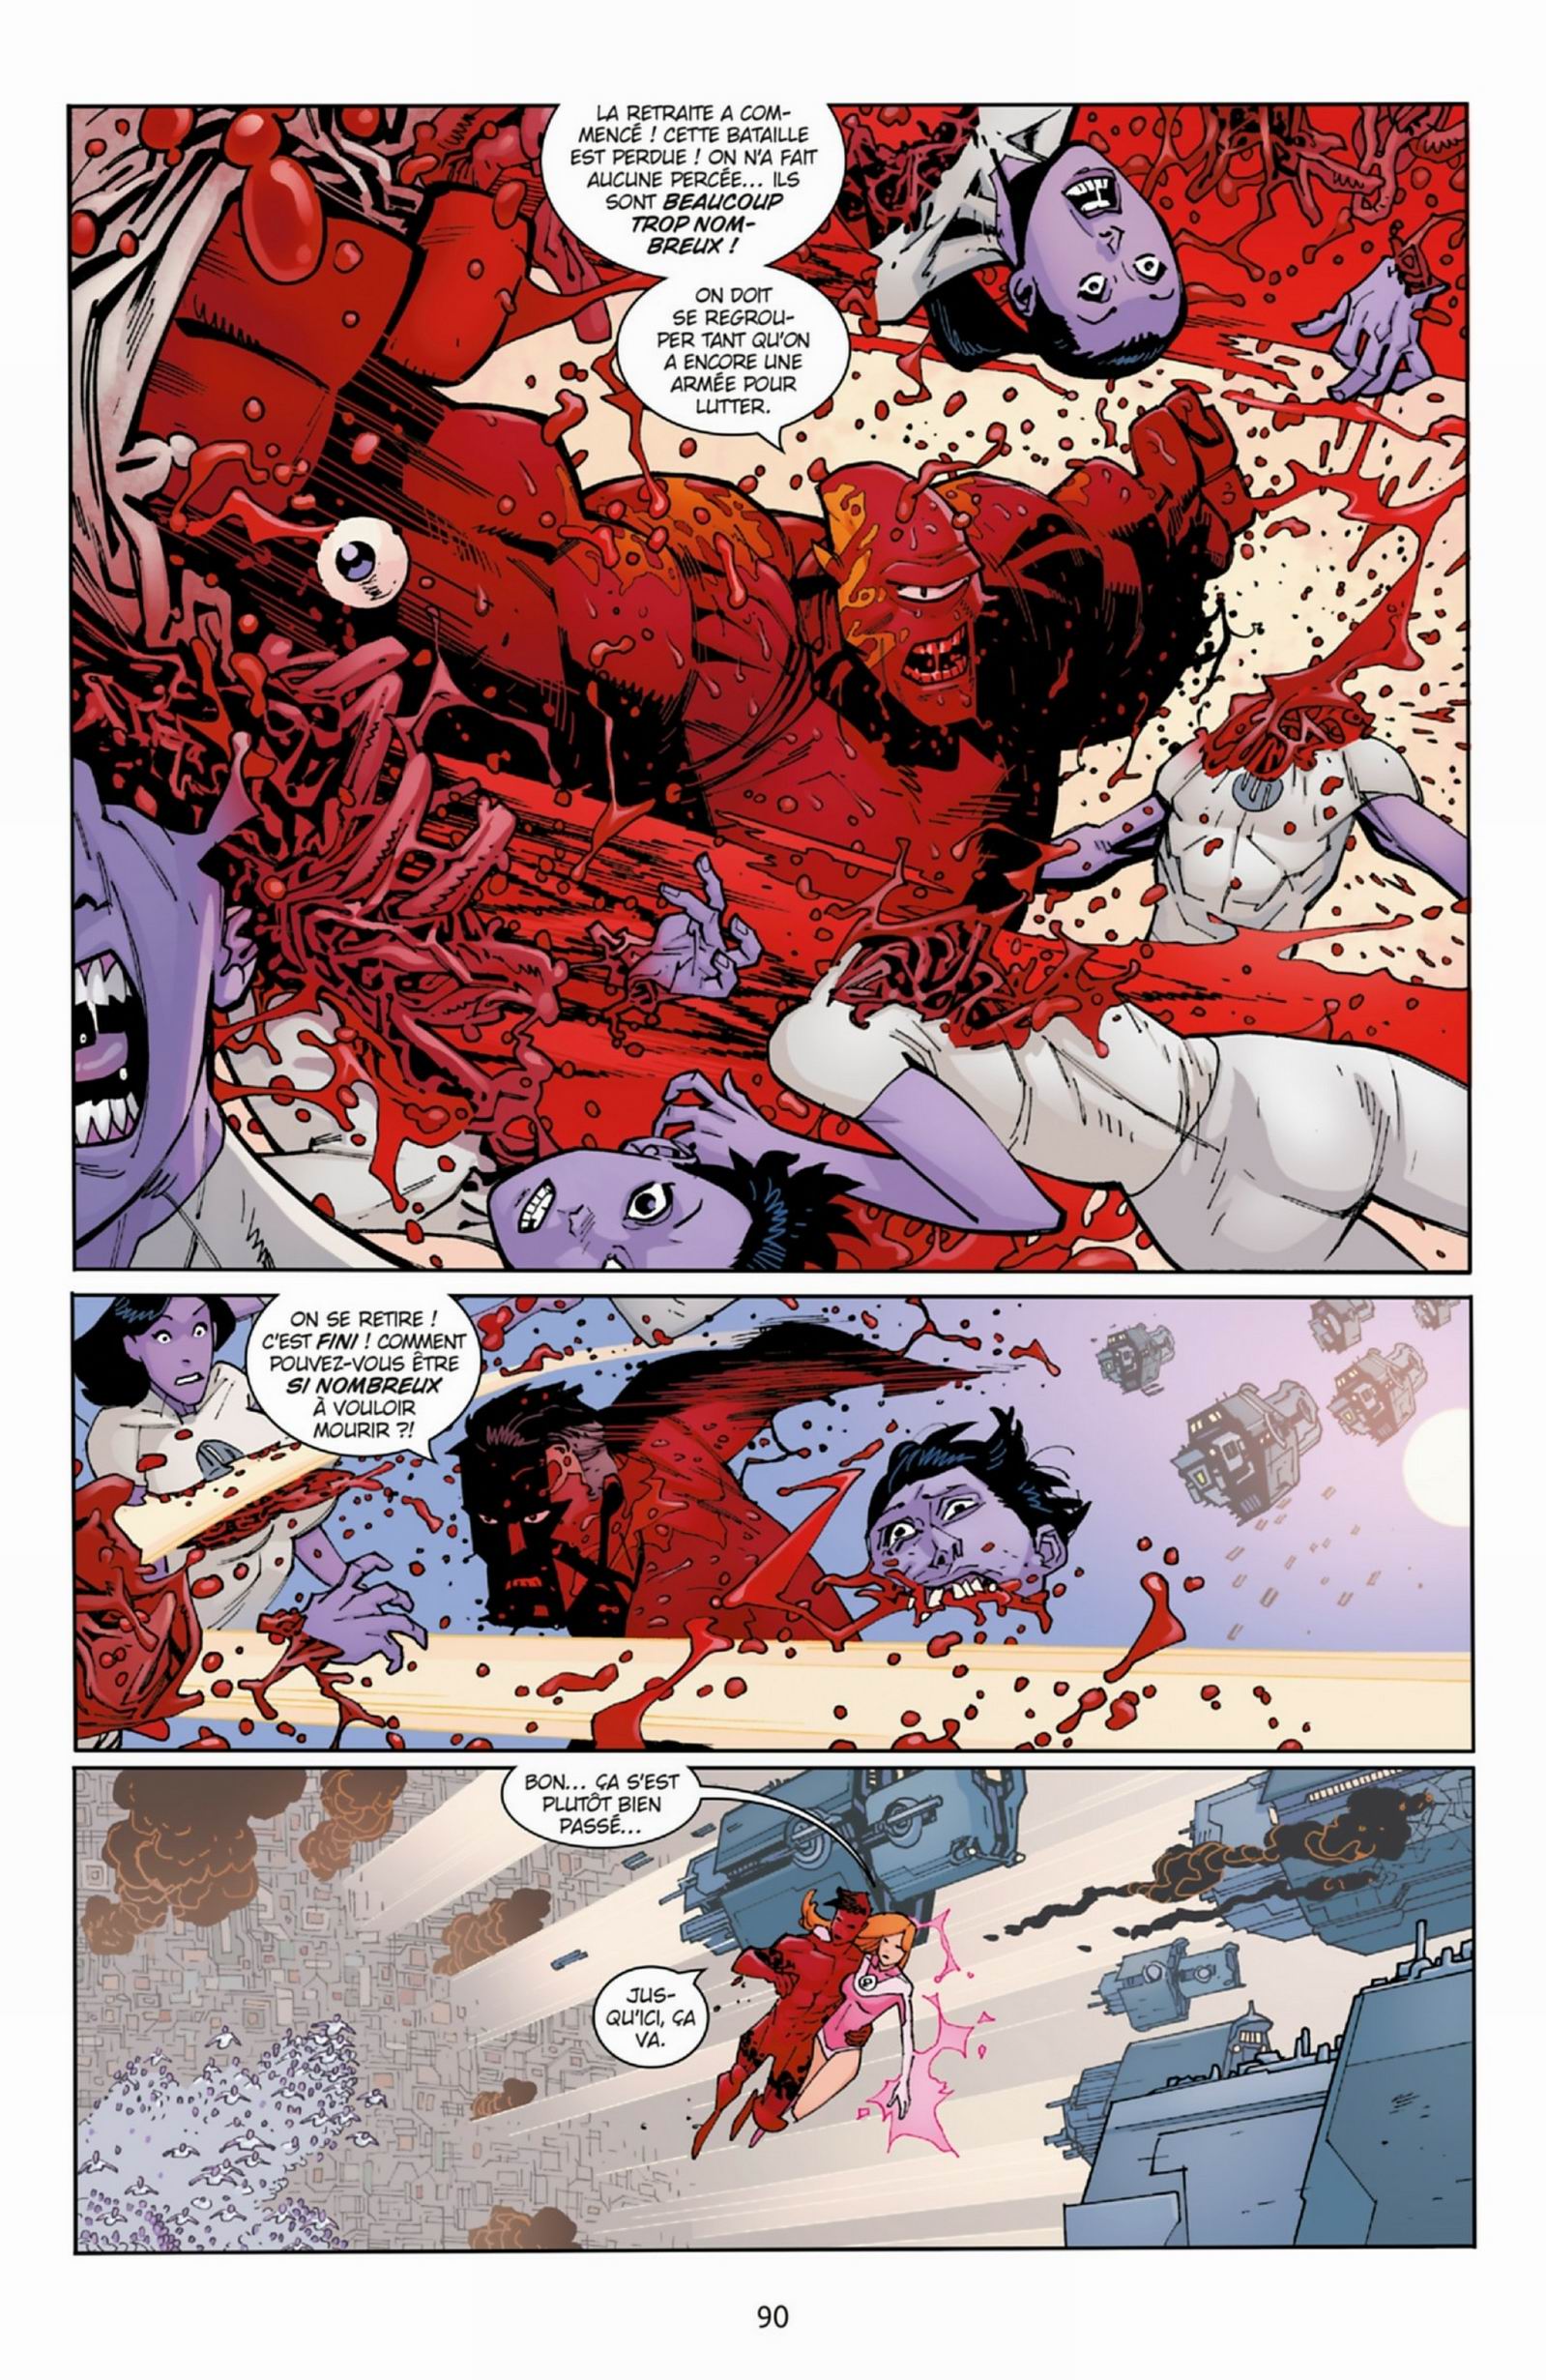 LA RETRAITE A COM-
MENCÉ ! CETTE BATAILLE
EST PERDUE ! ON N'A FAIT
AUCUNE PERCÉE... ILS
SONT BEAUCOUP
TROP NOM-
BREUX !
ON DOIT
SE REGROU-
PER TANT QU'ON
A ENCORE UNE
ARMÉE POUR
LUTTER.
ON SE RETIRE !
C'EST FINI ! COMMENT
POUVEZ-VOUS ÊTRE
SI NOMBREUX
À VOULOIR
MOURIR ?!
BON... ÇA S'EST
PLUTÔT BIEN
PASSÉ...
JUS-
QU'ICI, ÇA
VA.
90